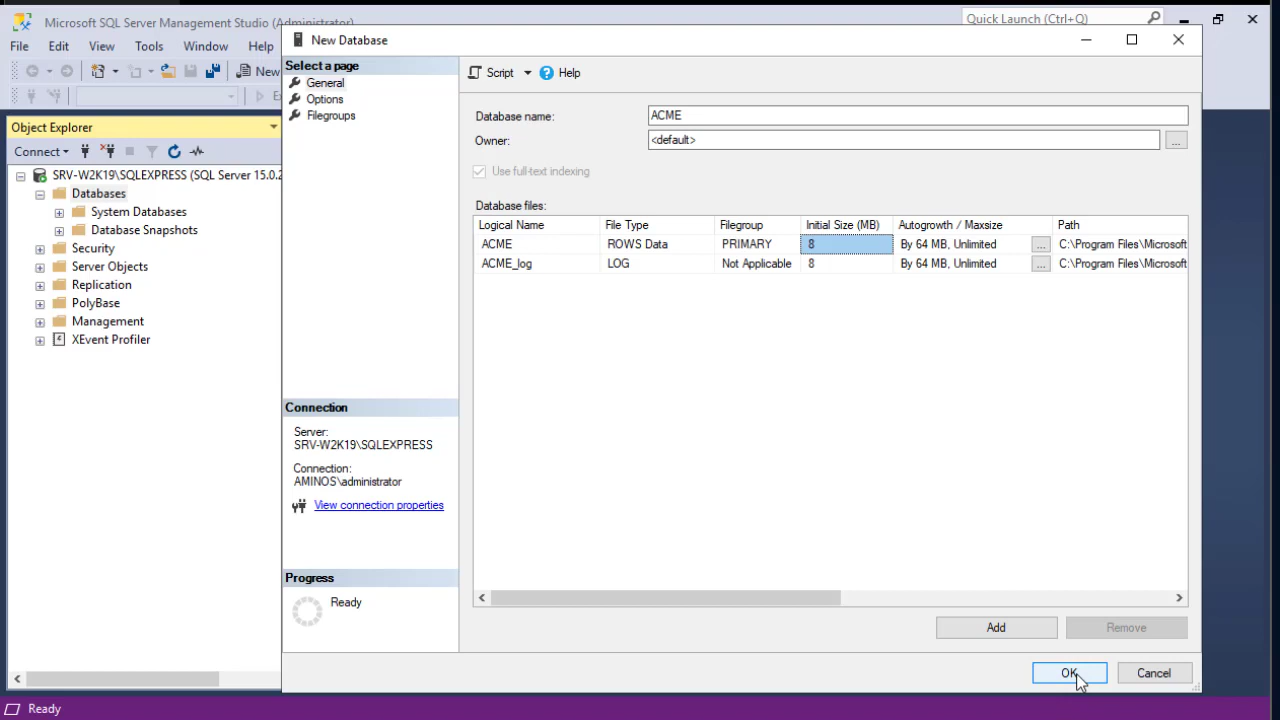 Microsoft SQL Server Management Studio (Administrator)
Quick Launch (Ctrl+Q)
File Edit View Tools Window Help
New
Object Explorer
Connect
SRV-W2K19\SQLEXPRESS (SQL Server 15.0.2
Databases
System Databases
Database Snapshots
Security
Server Objects
Replication
PolyBase
Management
XEvent Profiler
New Database
Select a page
General
Options
Filegroups
Connection
Server:
SRV-W2K19\SQLEXPRESS
Connection:
AMINOS\administrator
View connection properties
Progress
Ready
Script Help
Database name: ACME
Owner: <default> ...
Use full-text indexing
Database files:
Logical Name File Type Filegroup Initial Size (MB) Autogrowth / Maxsize Path
ACME ROWS Data PRIMARY 8 By 64 MB, Unlimited ... C:\Program Files\Microsoft
ACME_log LOG Not Applicable 8 By 64 MB, Unlimited ... C:\Program Files\Microsoft
Add Remove
OK Cancel
Ready